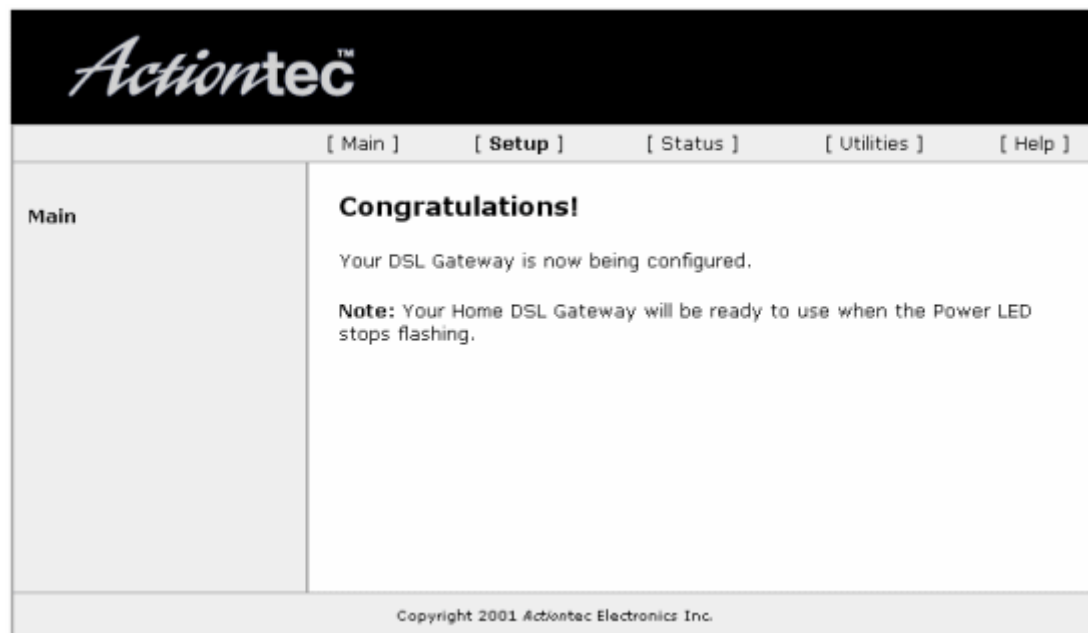 Actiontec™
[ Main ] [ Setup ] [ Status ] [ Utilities ] [ Help ]
Main
Congratulations!
Your DSL Gateway is now being configured.
Note: Your Home DSL Gateway will be ready to use when the Power LED
stops flashing.
Copyright 2001 Actiontec Electronics Inc.